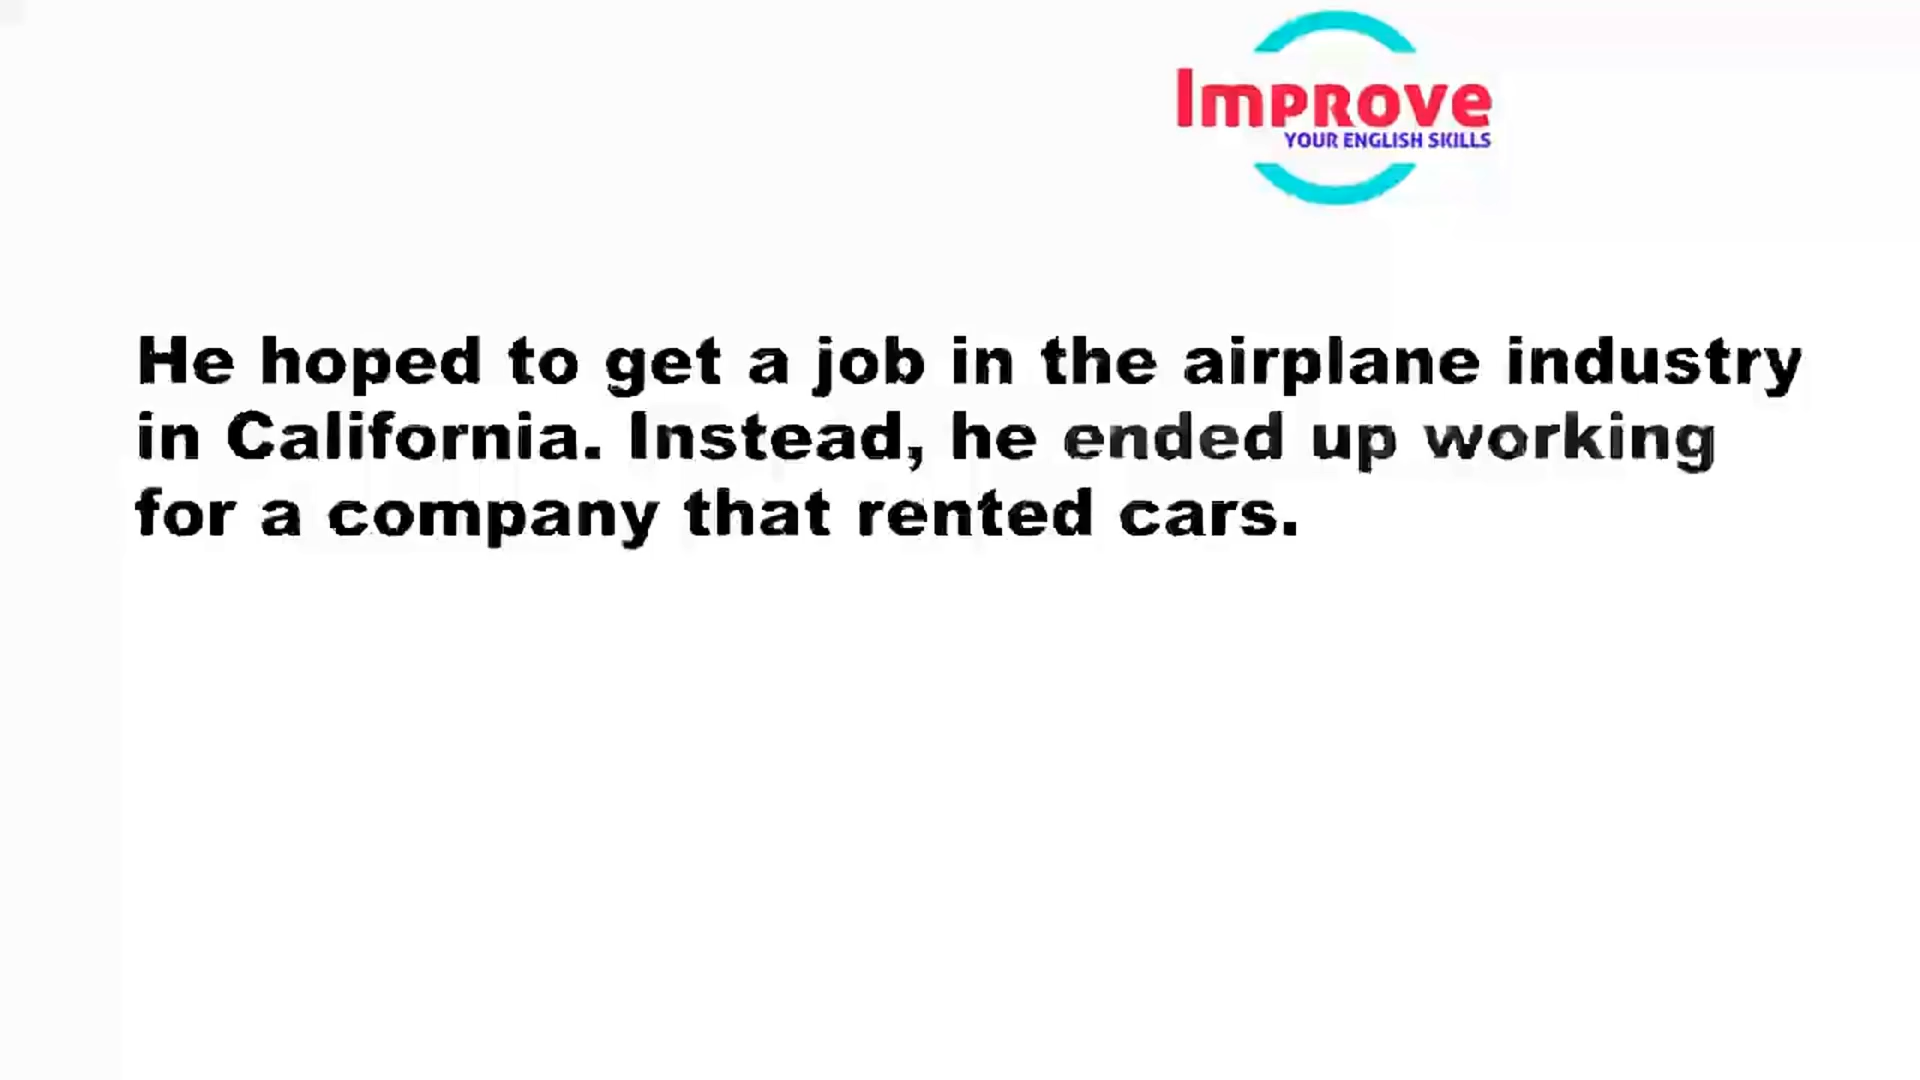 Improve
YOUR ENGLISH SKILLS
He hoped to get a job in the airplane industry
in California. Instead, he ended up working
for a company that rented cars.